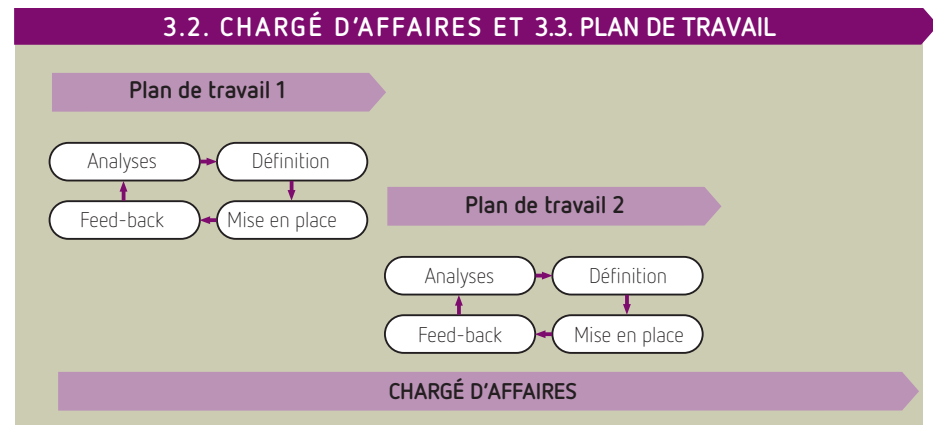 3.2. CHARGÉ D'AFFAIRES ET 3.3. PLAN DE TRAVAIL
Plan de travail 1
Analyses
Définition
Feed-back
Mise en place
Plan de travail 2
Analyses
Définition
Feed-back
Mise en place
CHARGÉ D'AFFAIRES